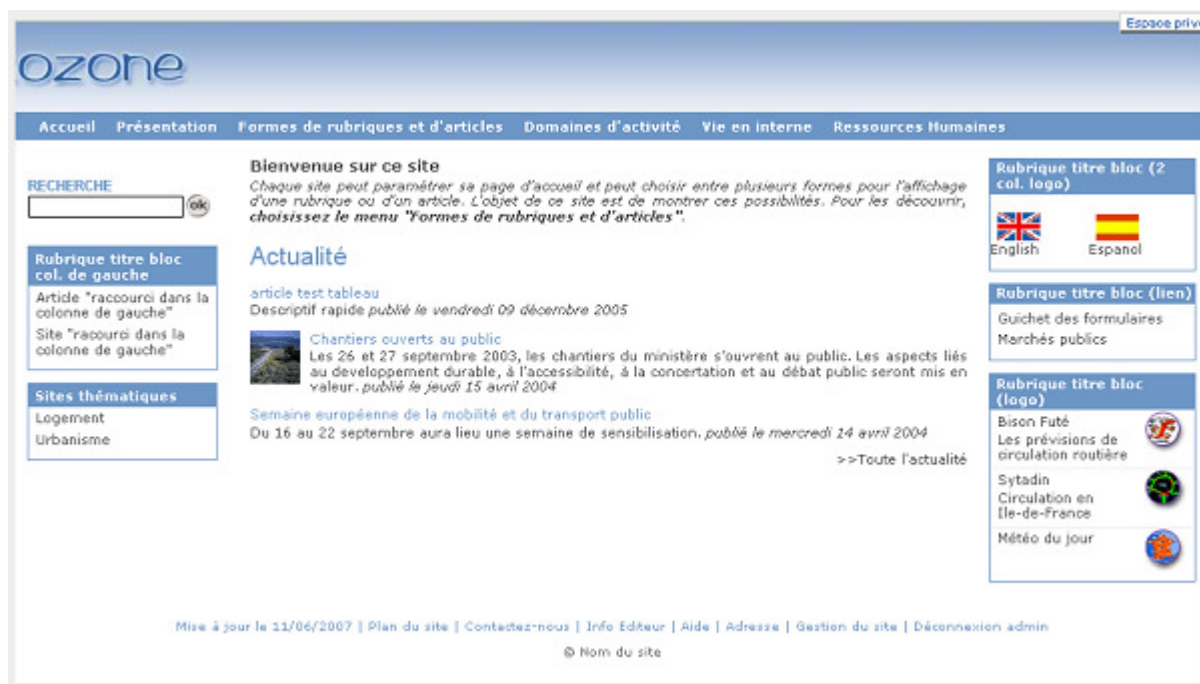 Espace privé
ozone
Accueil Présentation Formes de rubriques et d'articles Domaines d'activité Vie en interne Ressources Humaines
RECHERCHE
ok
Rubrique titre bloc
col. de gauche
Article "raccourci dans la
colonne de gauche"
Site "raccourci dans la
colonne de gauche"
Sites thématiques
Logement
Urbanisme
Bienvenue sur ce site
Chaque site peut paramétrer sa page d'accueil et peut choisir entre plusieurs formes pour l'affichage
d'une rubrique ou d'un article. L'objet de ce site est de montrer ces possibilités. Pour les découvrir,
choisissez le menu "Formes de rubriques et d'articles".
Actualité
article test tableau
Descriptif rapide publié le vendredi 09 décembre 2005
Chantiers ouverts au public
Les 26 et 27 septembre 2003, les chantiers du ministère s'ouvrent au public. Les aspects liés
au developpement durable, à l'accessibilité, à la concertation et au débat public seront mis en
valeur. publié le jeudi 15 avril 2004
Semaine européenne de la mobilité et du transport public
Du 16 au 22 septembre aura lieu une semaine de sensibilisation. publié le mercredi 14 avril 2004
>>Toute l'actualité
Rubrique titre bloc (2
col. logo)
English Espanol
Rubrique titre bloc (lien)
Guichet des formulaires
Marchés publics
Rubrique titre bloc
(logo)
Bison Futé
Les prévisions de
circulation routière
Sytadin
Circulation en
Ile-de-France
Météo du jour
Mise à jour le 11/06/2007 | Plan du site | Contactez-nous | Info Editeur | Aide | Adresse | Gestion du site | Déconnexion admin
© Nom du site